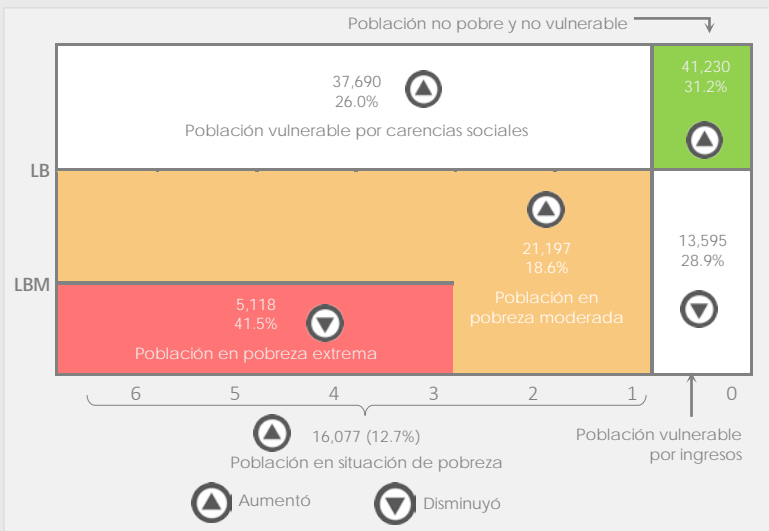 Población no pobre y no vulnerable
37,690
26.0%
Población vulnerable por carencias sociales
41,230
31.2%
LB
21,197
18.6%
Población en
pobreza moderada
13,595
28.9%
LBM
5,118
41.5%
Población en pobreza extrema
6 5 4 3 2 1 0
16,077 (12.7%)
Población en situación de pobreza
Población vulnerable
por ingresos
Aumentó
Disminuyó